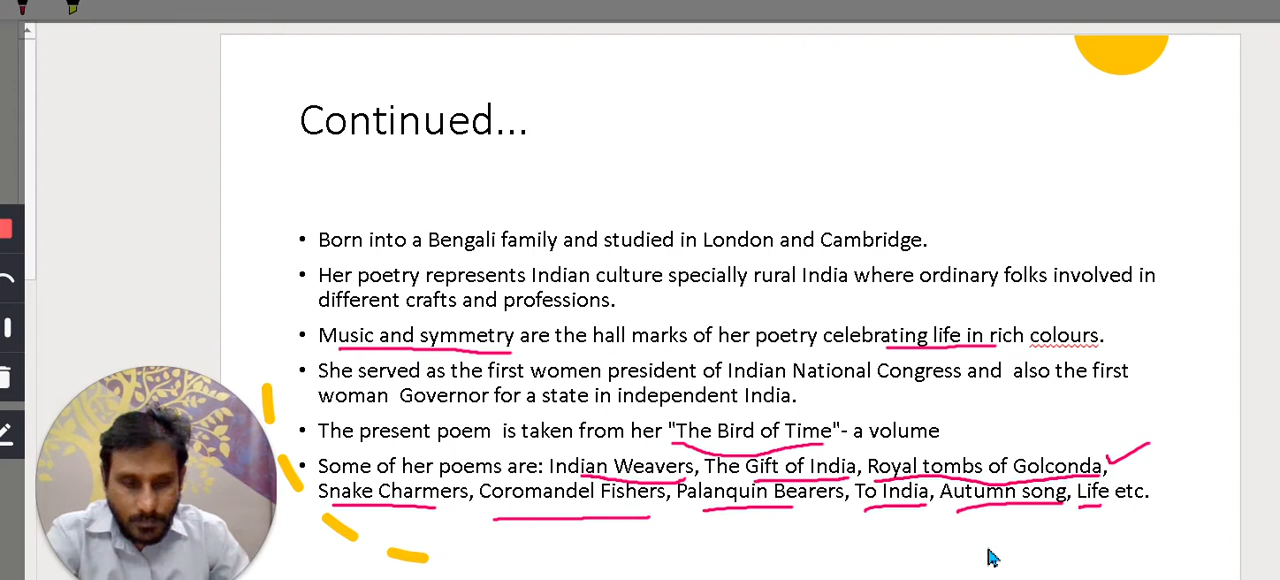 Continued...
• Born into a Bengali family and studied in London and Cambridge.
• Her poetry represents Indian culture specially rural India where ordinary folks involved in
different crafts and professions.
• Music and symmetry are the hall marks of her poetry celebrating life in rich colours.
• She served as the first women president of Indian National Congress and  also the first
woman  Governor for a state in independent India.
• The present poem  is taken from her "The Bird of Time"- a volume
• Some of her poems are: Indian Weavers, The Gift of India, Royal tombs of Golconda,
Snake Charmers, Coromandel Fishers, Palanquin Bearers, To India, Autumn song, Life etc.